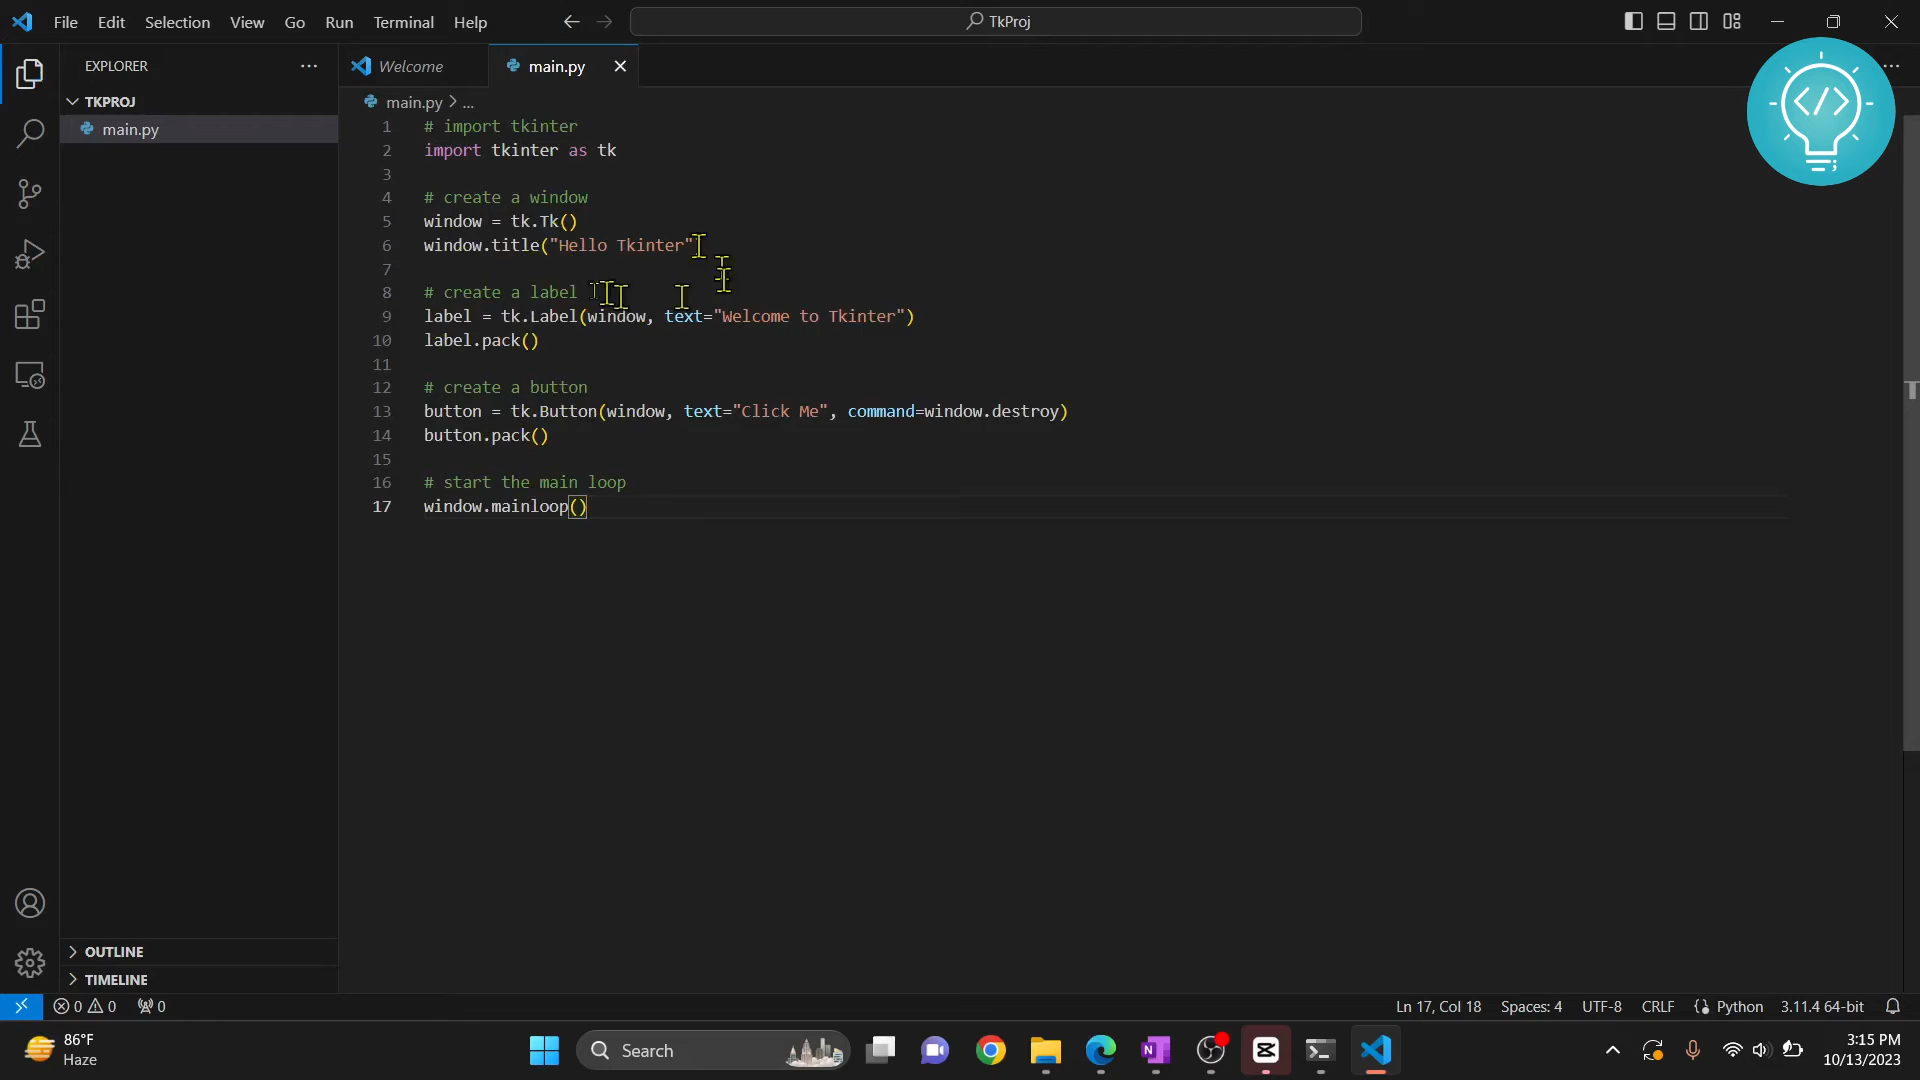 File Edit Selection View Go Run Terminal Help
TkProj
EXPLORER
TKPROJ
main.py
Welcome
main.py
main.py > ...
1 # import tkinter
2 import tkinter as tk
3
4 # create a window
5 window = tk.Tk()
6 window.title("Hello Tkinter"
7
8 # create a label
9 label = tk.Label(window, text="Welcome to Tkinter")
10 label.pack()
11
12 # create a button
13 button = tk.Button(window, text="Click Me", command=window.destroy)
14 button.pack()
15
16 # start the main loop
17 window.mainloop()
</>
;
OUTLINE
TIMELINE
0 0 0
Ln 17, Col 18 Spaces: 4 UTF-8 CRLF {} Python 3.11.4 64-bit
86°F
Haze
Search
3:15 PM
10/13/2023